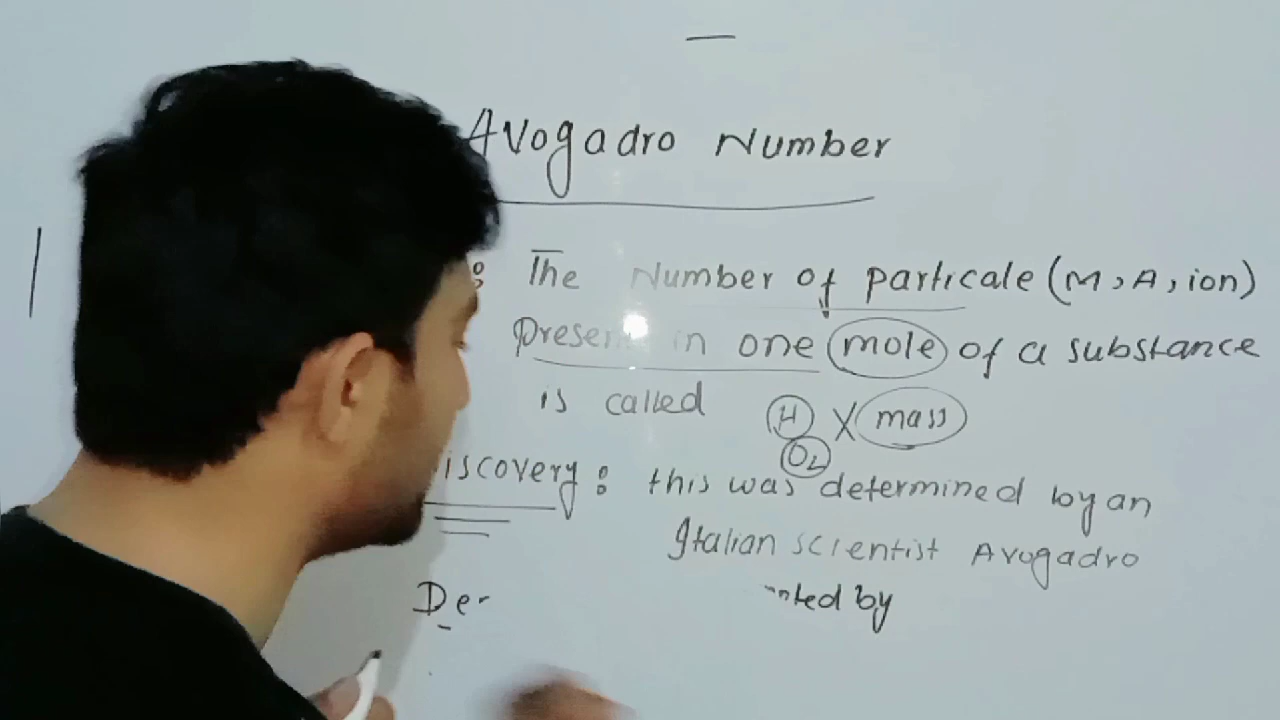 Avogadro Number
: The Number of particale (M, A, ion)
present in one mole of a substance
is called H X mass
O2
iscovery : this was determined by an
Italian scientist Avogadro
De nted by